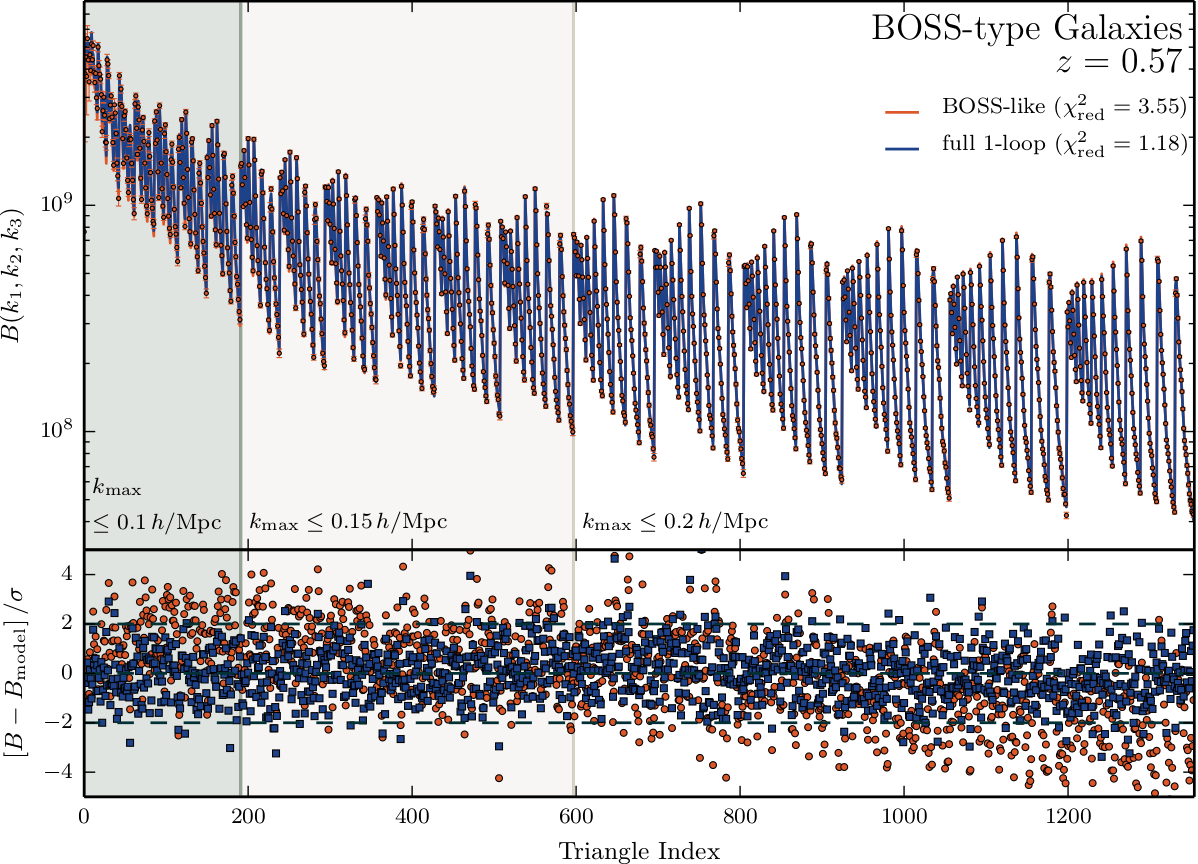 BOSS-type Galaxies
z = 0.57
BOSS-like (χ²red = 3.55)
full 1-loop (χ²red = 1.18)
10⁹
10⁸
B(k₁, k₂, k₃)
kmax
≤ 0.1 h/Mpc
kmax ≤ 0.15 h/Mpc
kmax ≤ 0.2 h/Mpc
4
2
0
−2
−4
[B − Bmodel]/σ
0 200 400 600 800 1000 1200
Triangle Index